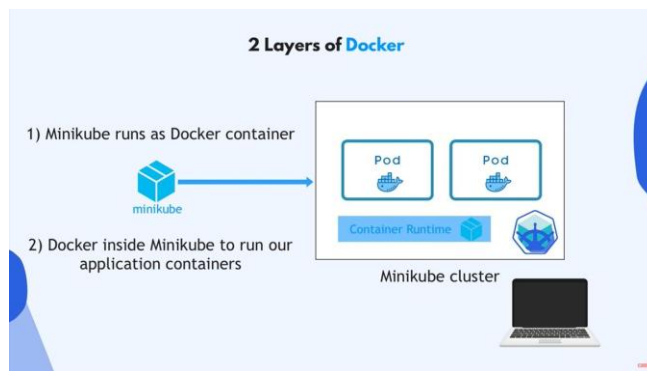 2 Layers of Docker
1) Minikube runs as Docker container
minikube
2) Docker inside Minikube to run our
application containers
Pod
Pod
Container Runtime
Minikube cluster